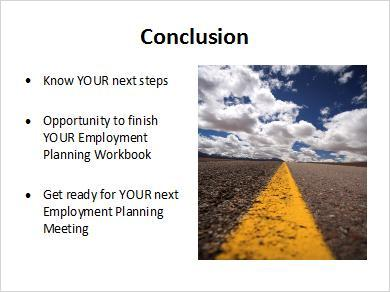 Conclusion
• Know YOUR next steps
• Opportunity to finish
YOUR Employment
Planning Workbook
• Get ready for YOUR next
Employment Planning
Meeting